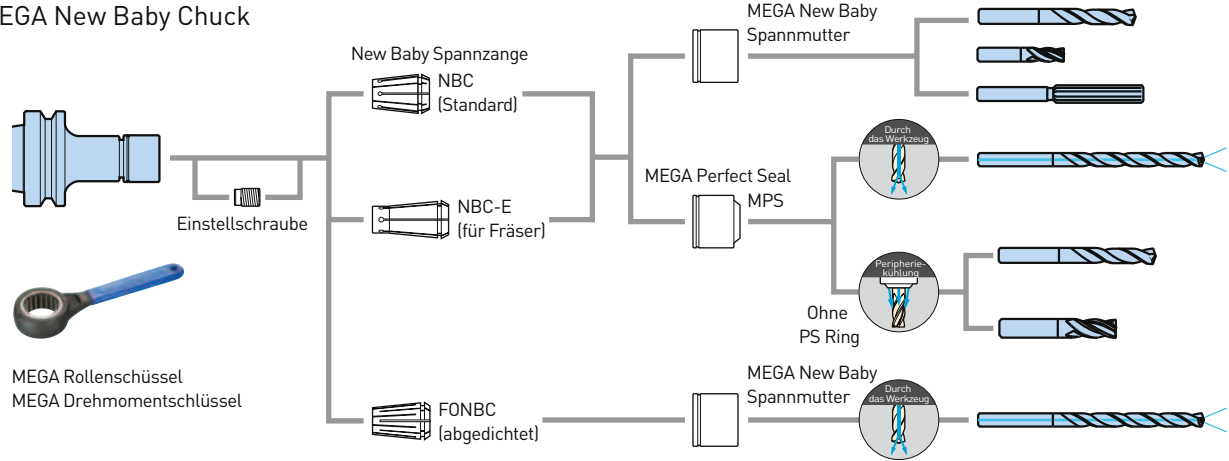 EGA New Baby Chuck
MEGA New Baby
Spannmutter
New Baby Spannzange
NBC
(Standard)
Durch
das Werkzeug
MEGA Perfect Seal
MPS
Einstellschraube
NBC-E
(für Fräser)
Peripherie-
kühlung
Ohne
PS Ring
MEGA Rollenschüssel
MEGA Drehmomentschlüssel
FONBC
(abgedichtet)
MEGA New Baby
Spannmutter
Durch
das Werkzeug